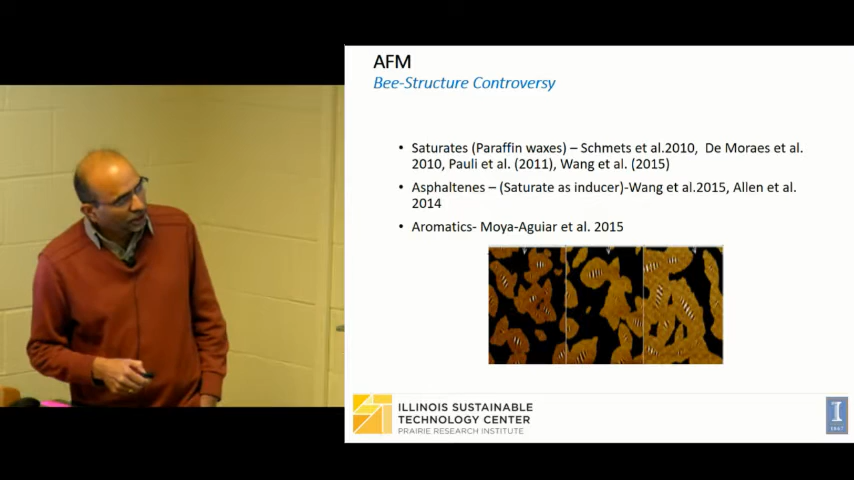 AFM
Bee-Structure Controversy
• Saturates (Paraffin waxes) – Schmets et al.2010, De Moraes et al.
2010, Pauli et al. (2011), Wang et al. (2015)
• Asphaltenes – (Saturate as inducer)-Wang et al.2015, Allen et al.
2014
• Aromatics- Moya-Aguiar et al. 2015
ILLINOIS SUSTAINABLE
TECHNOLOGY CENTER
PRAIRIE RESEARCH INSTITUTE
I
1867